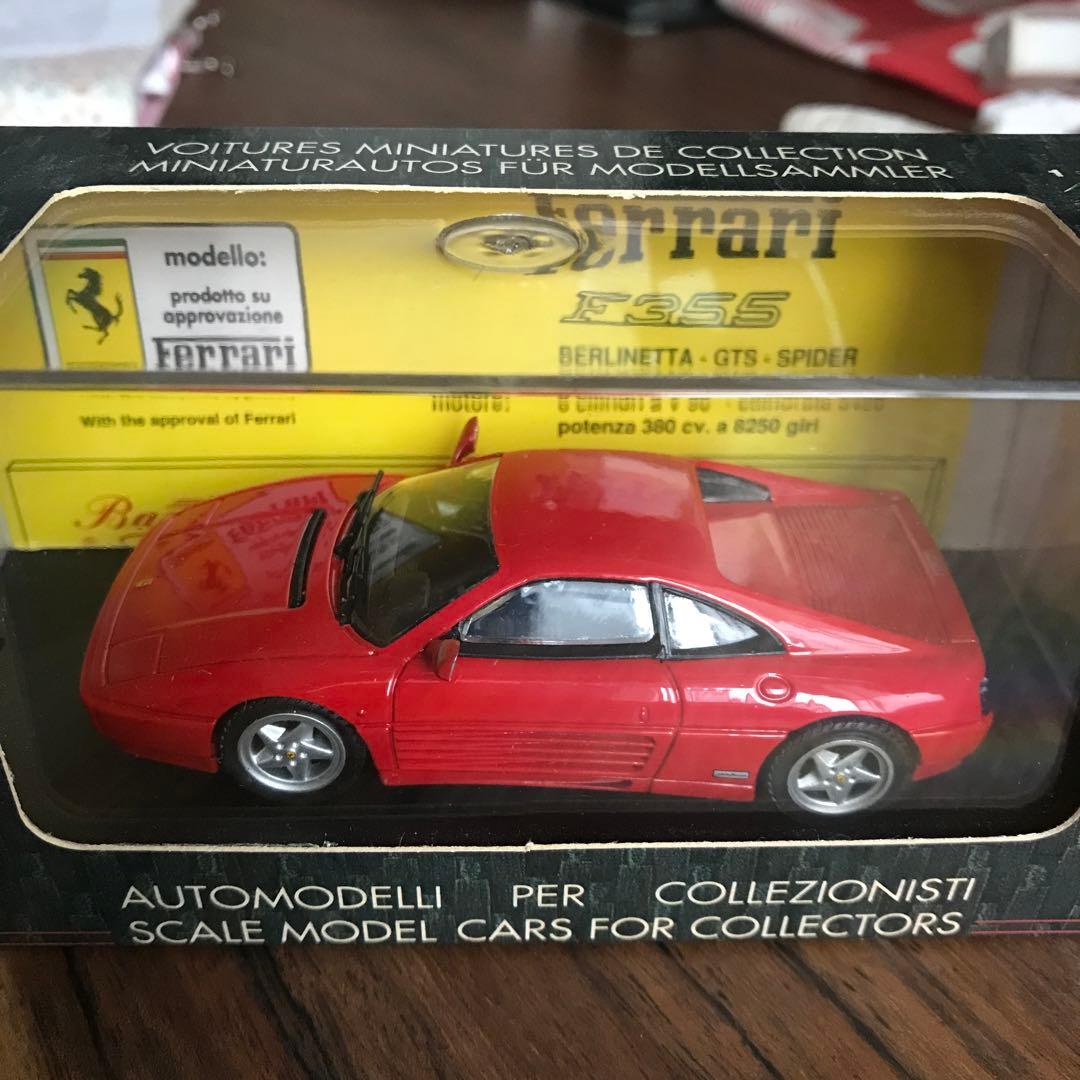 VOITURES MINIATURES DE COLLECTION
MINIATURAUTOS FÜR MODELLSAMMLER
modello:
prodotto su
approvazione
Ferrari
With the approval of Ferrari
Ferrari
F355
BERLINETTA - GTS - SPIDER
motore:
potenza 380 cv. a 8250 giri
AUTOMODELLI PER COLLEZIONISTI
SCALE MODEL CARS FOR COLLECTORS